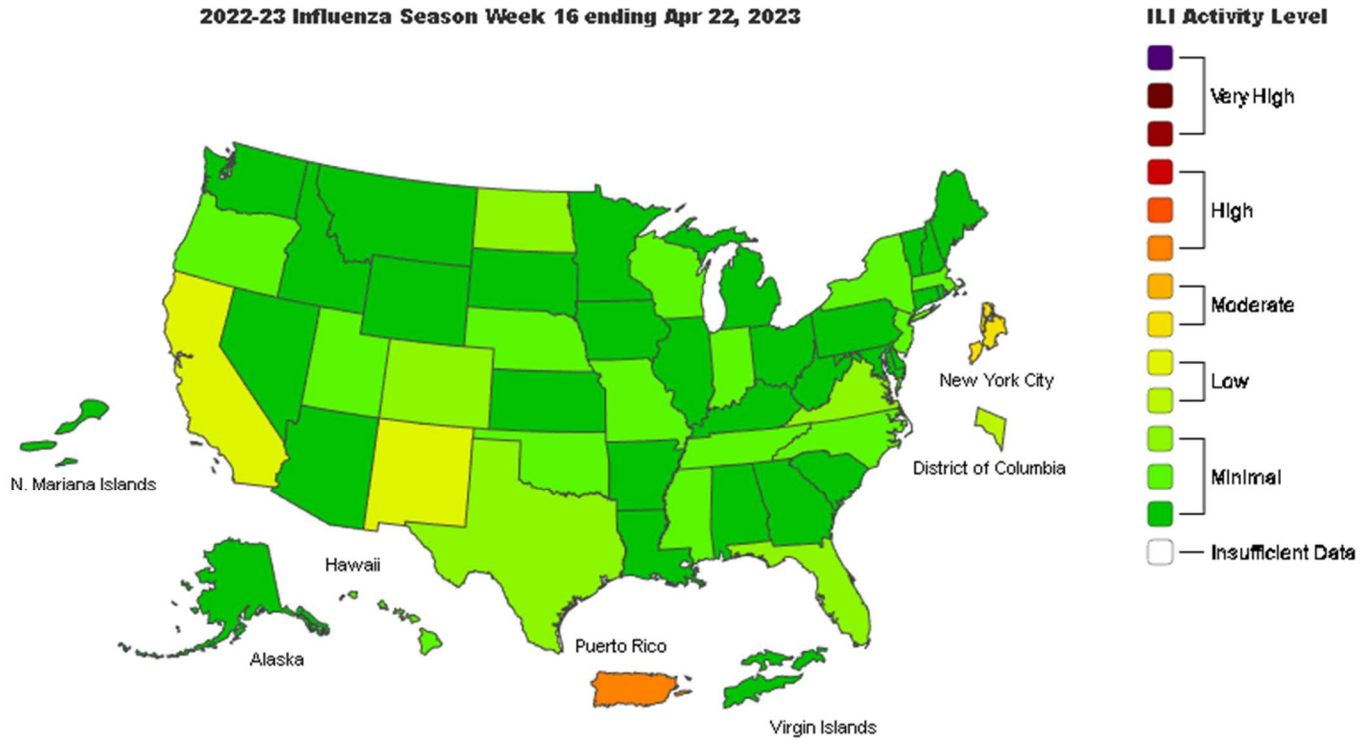 2022-23 Influenza Season Week 16 ending Apr 22, 2023
ILI Activity Level
Very High
High
Moderate
Low
Minimal
Insufficient Data
New York City
District of Columbia
N. Mariana Islands
Hawaii
Alaska
Puerto Rico
Virgin Islands